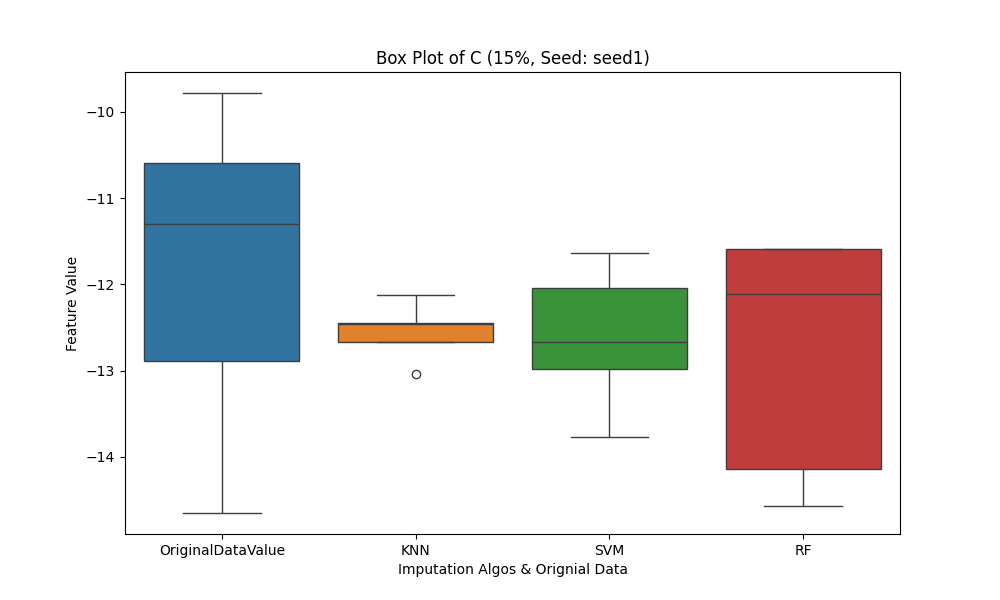 Box Plot of C (15%, Seed: seed1)
Feature Value
−10
−11
−12
−13
−14
OriginalDataValue
KNN
SVM
RF
Imputation Algos & Orignial Data